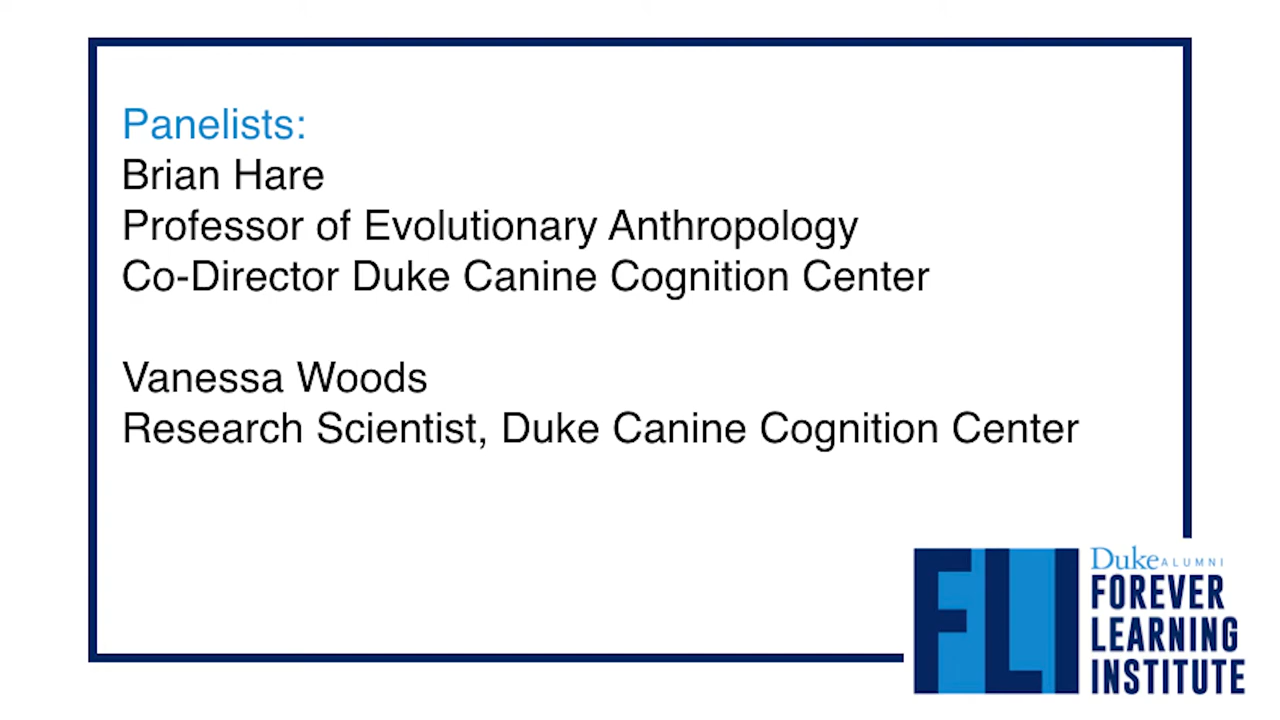 Panelists:
Brian Hare
Professor of Evolutionary Anthropology
Co-Director Duke Canine Cognition Center
Vanessa Woods
Research Scientist, Duke Canine Cognition Center
FLI
Duke ALUMNI
FOREVER
LEARNING
INSTITUTE